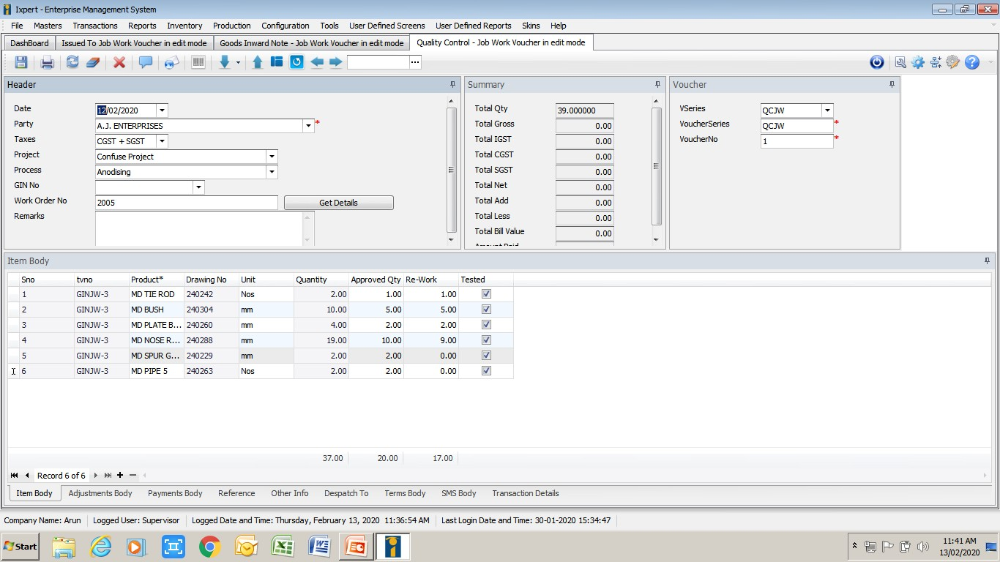 Ixpert - Enterprise Management System
File Masters Transactions Reports Inventory Production Configuration Tools User Defined Screens User Defined Reports Skins Help
DashBoard Issued To Job Work Voucher in edit mode Goods Inward Note - Job Work Voucher in edit mode Quality Control - Job Work Voucher in edit mode
Header
Date 12/02/2020
Party A.J. ENTERPRISES *
Taxes CGST + SGST
Project Confuse Project
Process Anodising
GIN No
Work Order No 2005 Get Details
Remarks
Summary
Total Qty 39.000000
Total Gross 0.00
Total IGST 0.00
Total CGST 0.00
Total SGST 0.00
Total Net 0.00
Total Add 0.00
Total Less 0.00
Total Bill Value 0.00
Voucher
VSeries QCJW
VoucherSeries QCJW *
VoucherNo 1 *
Item Body
Sno tvno Product* Drawing No Unit Quantity Approved Qty Re-Work Tested
1 GINJW-3 MD TIE ROD 240242 Nos 2.00 1.00 1.00
2 GINJW-3 MD BUSH 240304 mm 10.00 5.00 5.00
3 GINJW-3 MD PLATE B... 240260 mm 4.00 2.00 2.00
4 GINJW-3 MD NOSE R... 240288 mm 19.00 10.00 9.00
5 GINJW-3 MD SPUR G... 240229 mm 2.00 2.00 0.00
6 GINJW-3 MD PIPE 5 240263 Nos 2.00 2.00 0.00
37.00 20.00 17.00
Record 6 of 6
Item Body Adjustments Body Payments Body Reference Other Info Despatch To Terms Body SMS Body Transaction Details
Company Name: Arun Logged User: Supervisor Logged Date and Time: Thursday, February 13, 2020 11:36:54 AM Last Login Date and Time: 30-01-2020 15:34:47
Start
11:41 AM
13/02/2020